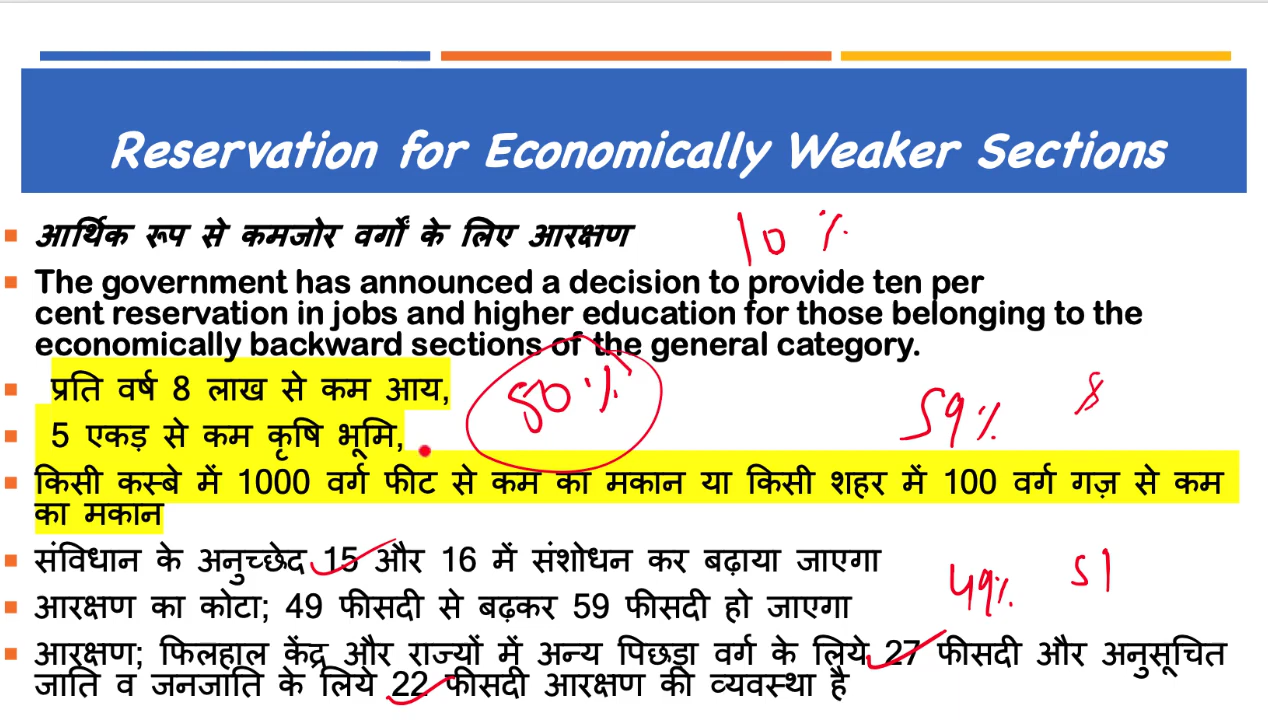 Reservation for Economically Weaker Sections
आर्थिक रूप से कमजोर वर्गों के लिए आरक्षण
10 %
The government has announced a decision to provide ten per
cent reservation in jobs and higher education for those belonging to the
economically backward sections of the general category.
प्रति वर्ष 8 लाख से कम आय,
50 %
59 %
8
5 एकड़ से कम कृषि भूमि,
किसी कस्बे में 1000 वर्ग फीट से कम का मकान या किसी शहर में 100 वर्ग गज़ से कम
का मकान
संविधान के अनुच्छेद 15 और 16 में संशोधन कर बढ़ाया जाएगा
49%
51
आरक्षण का कोटा; 49 फीसदी से बढ़कर 59 फीसदी हो जाएगा
आरक्षण; फिलहाल केंद्र और राज्यों में अन्य पिछड़ा वर्ग के लिये 27 फीसदी और अनुसूचित
जाति व जनजाति के लिये 22 फीसदी आरक्षण की व्यवस्था है